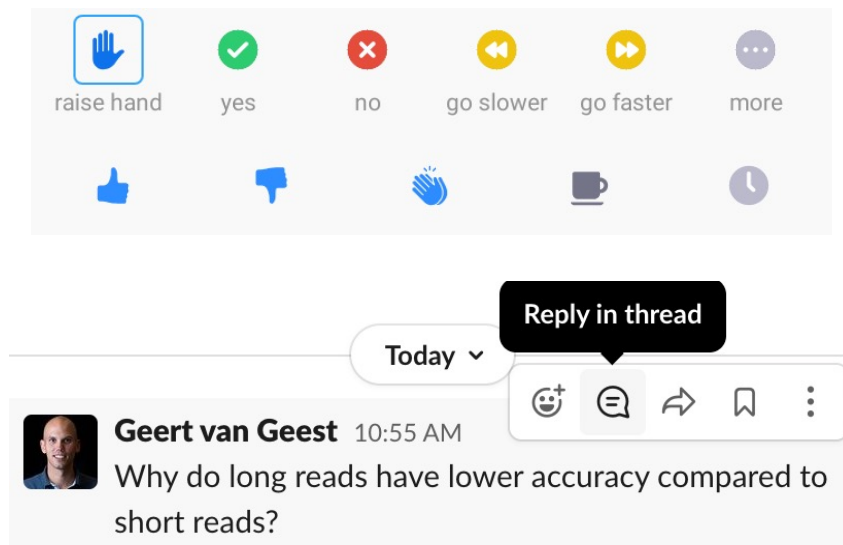 raise hand yes no go slower go faster more
Reply in thread
Today
Geert van Geest 10:55 AM
Why do long reads have lower accuracy compared to
short reads?